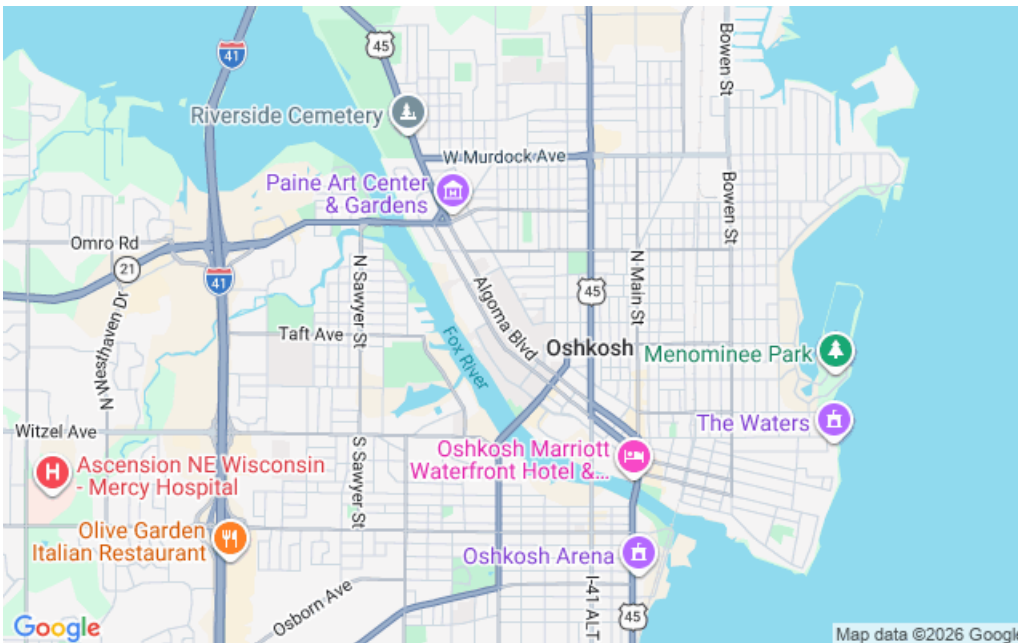 41
45
Bowen St
Riverside Cemetery
W Murdock Ave
Paine Art Center
& Gardens
Bowen St
Omro Rd
21
41
N Sawyer St
N Main St
45
N Westhaven Dr
Algoma Blvd
Taft Ave
Fox River
Oshkosh
Menominee Park
Witzel Ave
The Waters
Oshkosh Marriott
Waterfront Hotel &...
Ascension NE Wisconsin
- Mercy Hospital
S Sawyer St
Olive Garden
Italian Restaurant
Oshkosh Arena
Osborn Ave
I-41 ALT
45
Google
Map data ©2026 Googl